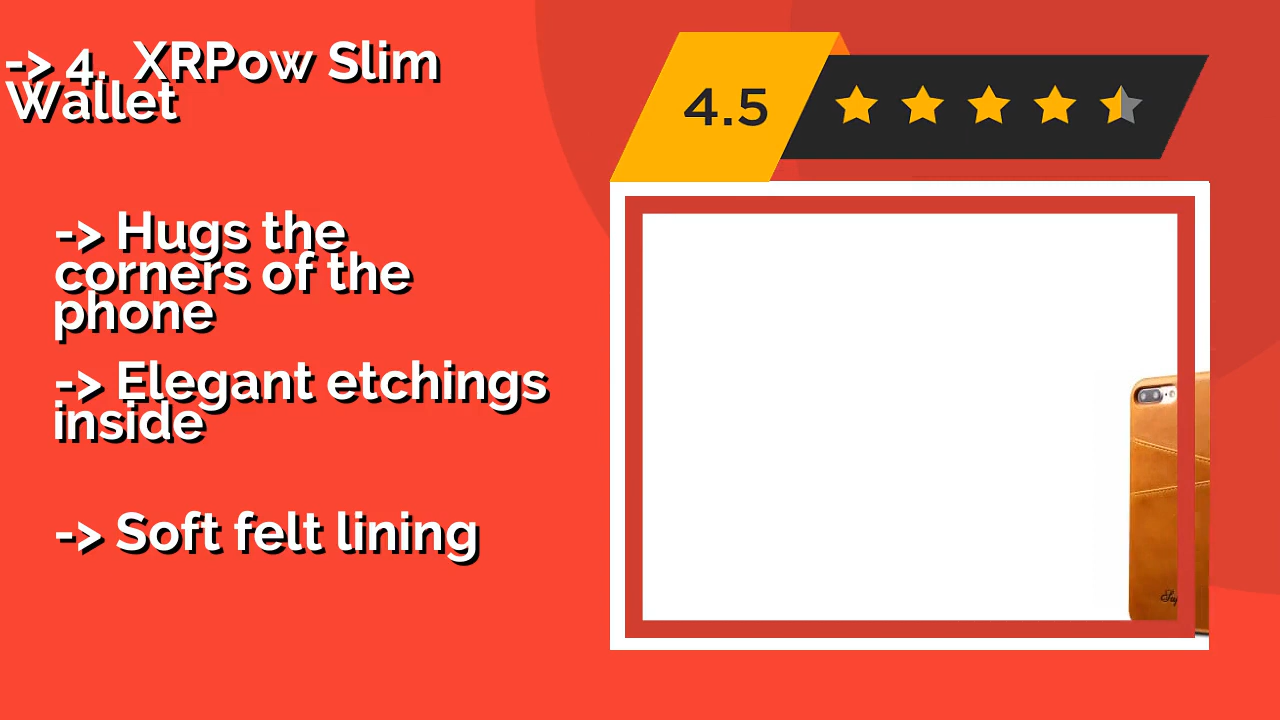 -> 4.  XRPow Slim
Wallet
4.5
-> Hugs the
corners of the
phone
-> Elegant etchings
inside
-> Soft felt lining